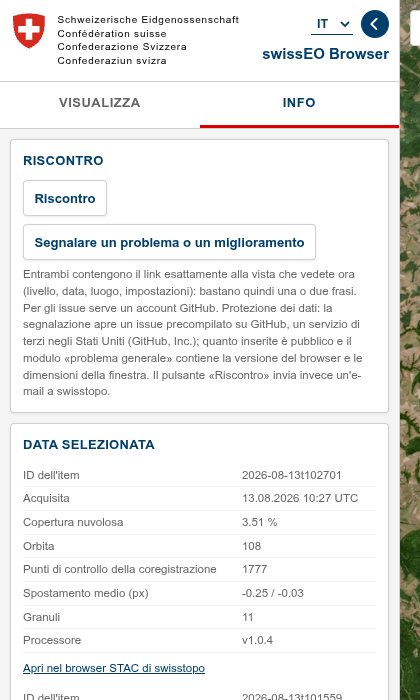 Schweizerische Eidgenossenschaft
Confédération suisse
Confederazione Svizzera
Confederaziun svizra
IT
swissEO Browser
VISUALIZZA
INFO
RISCONTRO
Riscontro
Segnalare un problema o un miglioramento
Entrambi contengono il link esattamente alla vista che vedete ora
(livello, data, luogo, impostazioni): bastano quindi una o due frasi.
Per gli issue serve un account GitHub. Protezione dei dati: la
segnalazione apre un issue precompilato su GitHub, un servizio di
terzi negli Stati Uniti (GitHub, Inc.); quanto inserite è pubblico e il
modulo «problema generale» contiene la versione del browser e le
dimensioni della finestra. Il pulsante «Riscontro» invia invece un'e-
mail a swisstopo.
DATA SELEZIONATA
ID dell'item 2026-08-13t102701
Acquisita 13.08.2026 10:27 UTC
Copertura nuvolosa 3.51 %
Orbita 108
Punti di controllo della coregistrazione 1777
Spostamento medio (px) -0.25 / -0.03
Granuli 11
Processore v1.0.4
Apri nel browser STAC di swisstopo
ID dell'item 2026-08-13t101559